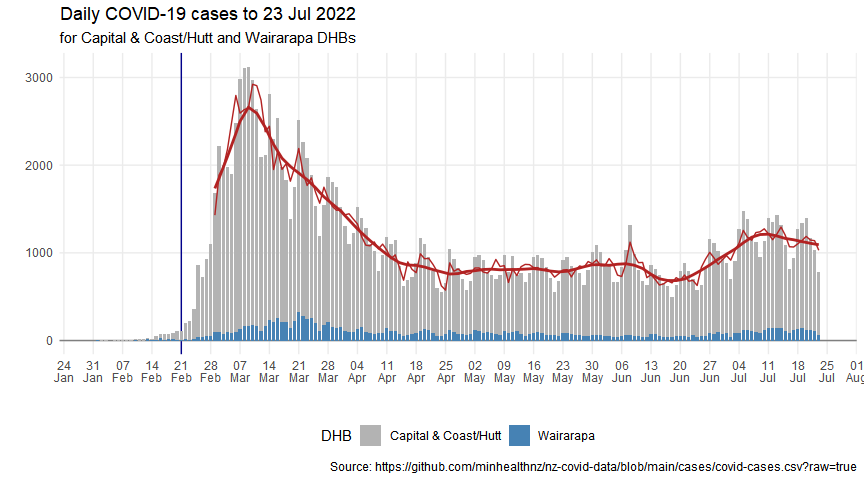 Daily COVID-19 cases to 23 Jul 2022
for Capital & Coast/Hutt and Wairarapa DHBs
3000
2000
1000
0
24 31 07 14 21 28 07 14 21 28 04 11 18 25 02 09 16 23 30 06 13 20 27 04 11 18 25 01
Jan Jan Feb Feb Feb Feb Mar Mar Mar Mar Apr Apr Apr Apr May May May May May Jun Jun Jun Jun Jul Jul Jul Jul Aug
DHB Capital & Coast/Hutt Wairarapa
Source: https://github.com/minhealthnz/nz-covid-data/blob/main/cases/covid-cases.csv?raw=true